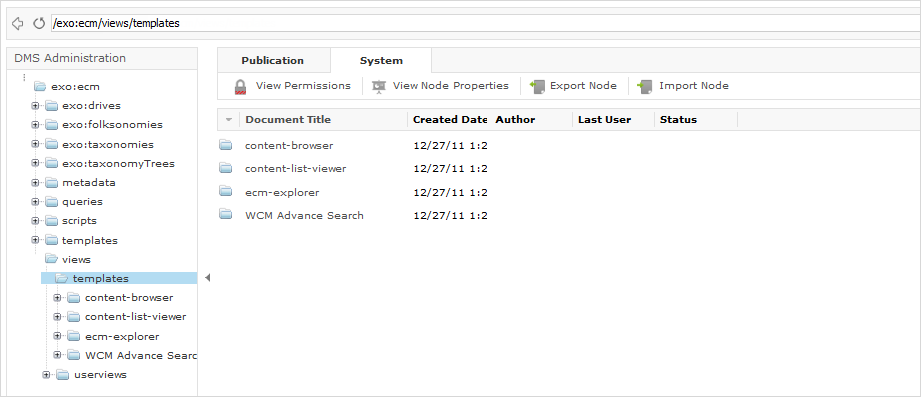 /exo:ecm/views/templates
DMS Administration
exo:ecm
exo:drives
exo:folksonomies
exo:taxonomies
exo:taxonomyTrees
metadata
queries
scripts
templates
views
templates
content-browser
content-list-viewer
ecm-explorer
WCM Advance Searc
userviews
Publication System
View Permissions View Node Properties Export Node Import Node
Document Title Created Date Author Last User Status
content-browser 12/27/11 1:2
content-list-viewer 12/27/11 1:2
ecm-explorer 12/27/11 1:2
WCM Advance Search 12/27/11 1:2